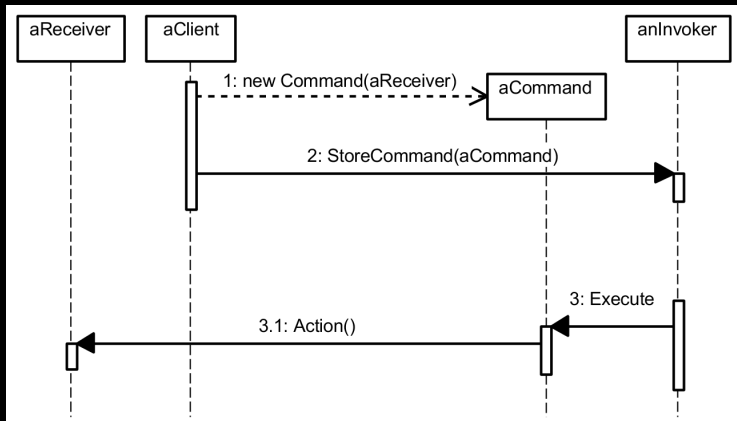 aReceiver
aClient
anInvoker
1: new Command(aReceiver)
aCommand
2: StoreCommand(aCommand)
3: Execute
3.1: Action()